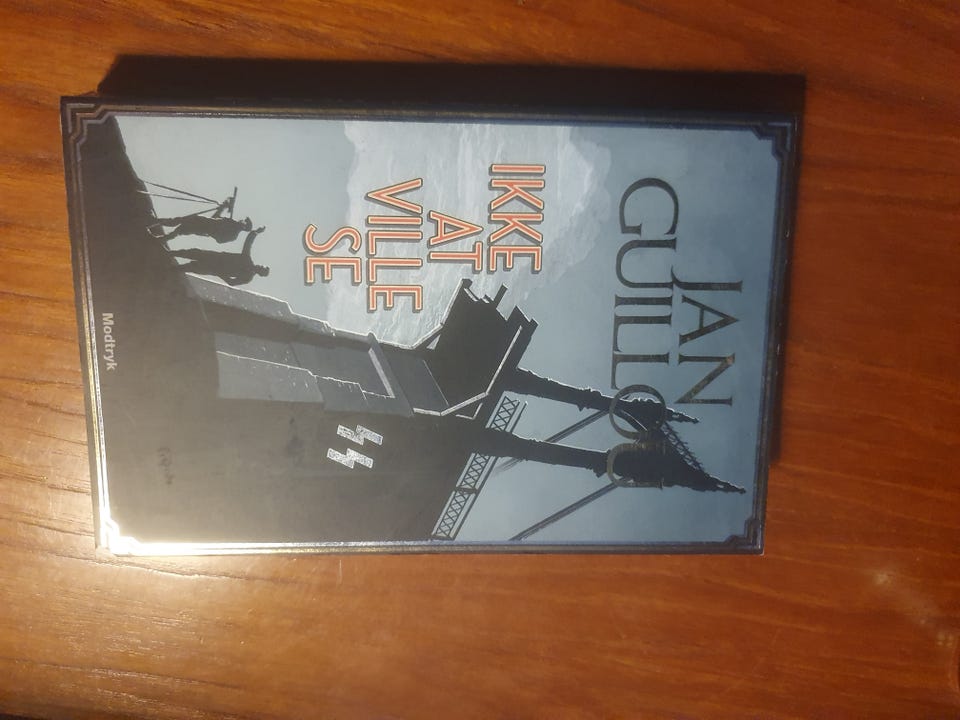 JAN
GUILLOU
IKKE
AT
VILLE
SE
Modtryk